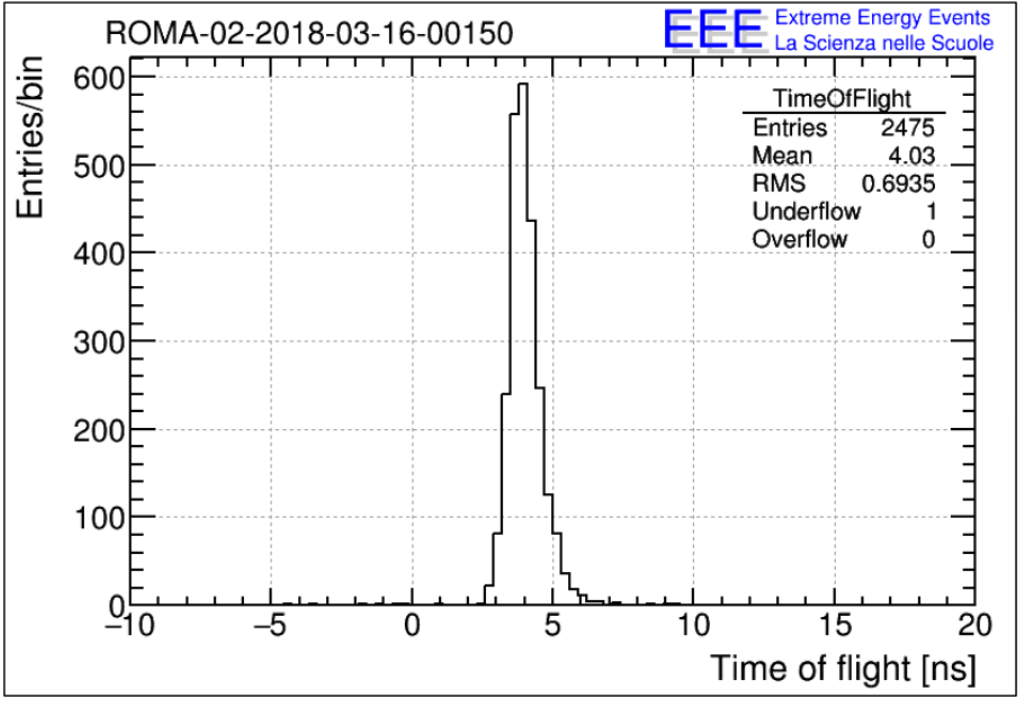 ROMA-02-2018-03-16-00150
EEE
Extreme Energy Events
La Scienza nelle Scuole
Entries/bin
600
500
400
300
200
100
0
TimeOfFlight
Entries 2475
Mean 4.03
RMS 0.6935
Underflow 1
Overflow 0
−10 −5 0 5 10 15 20
Time of flight [ns]